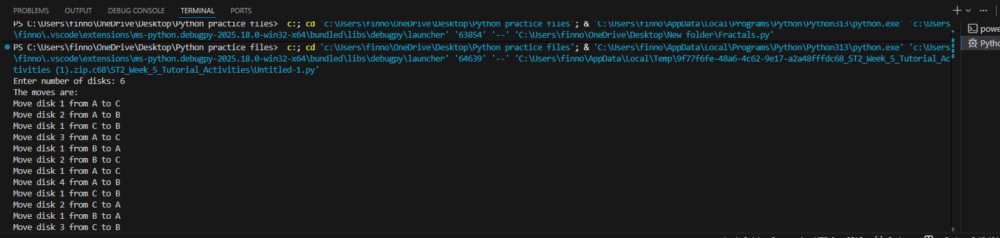 PROBLEMS OUTPUT DEBUG CONSOLE TERMINAL PORTS
PS C:\Users\finno\OneDrive\Desktop\Python practice files> c:; cd 'c:\Users\finno\OneDrive\Desktop\Python practice files'; & 'C:\Users\finno\AppData\Local\Programs\Python\Python313\python.exe' 'c:\Users
\finno\.vscode\extensions\ms-python.debugpy-2025.18.0-win32-x64\bundled\libs\debugpy\launcher' '63854' '--' 'C:\Users\finno\OneDrive\Desktop\New folder\Fractals.py'
PS C:\Users\finno\OneDrive\Desktop\Python practice files> c:; cd 'c:\Users\finno\OneDrive\Desktop\Python practice files'; & 'C:\Users\finno\AppData\Local\Programs\Python\Python313\python.exe' 'c:\Users
\finno\.vscode\extensions\ms-python.debugpy-2025.18.0-win32-x64\bundled\libs\debugpy\launcher' '64639' '--' 'C:\Users\finno\AppData\Local\Temp\9f77f6fe-48a6-4c62-9e17-a2a48fffdc68_ST2_Week_5_Tutorial_Ac
tivities (1).zip.c68\ST2_Week_5_Tutorial_Activities\Untitled-1.py'
Enter number of disks: 6
The moves are:
Move disk 1 from A to C
Move disk 2 from A to B
Move disk 1 from C to B
Move disk 3 from A to C
Move disk 1 from B to A
Move disk 2 from B to C
Move disk 1 from A to C
Move disk 4 from A to B
Move disk 1 from C to B
Move disk 2 from C to A
Move disk 1 from B to A
Move disk 3 from C to B
powe
Pytho